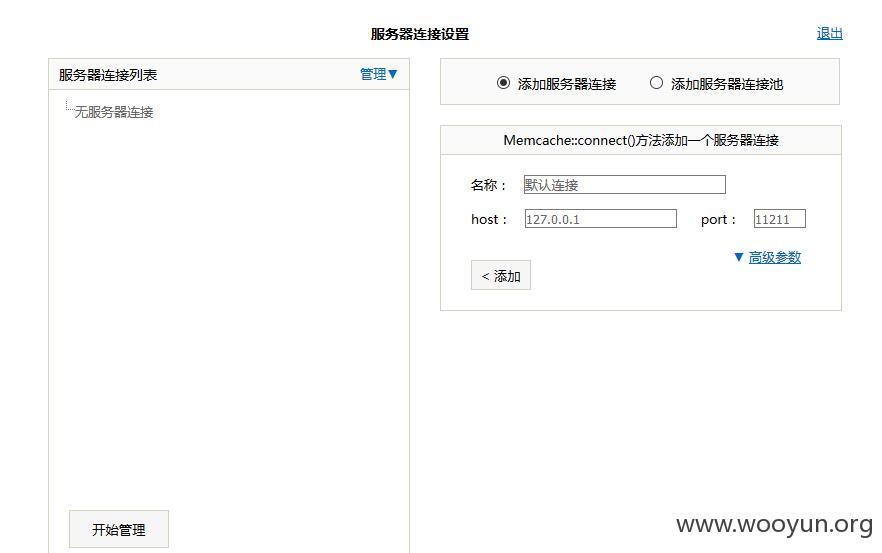 服务器连接设置
退出
服务器连接列表
管理▼
无服务器连接
开始管理
添加服务器连接
添加服务器连接池
Memcache::connect()方法添加一个服务器连接
名称： 默认连接
host： 127.0.0.1 port： 11211
▼ 高级参数
< 添加
www.wooyun.org